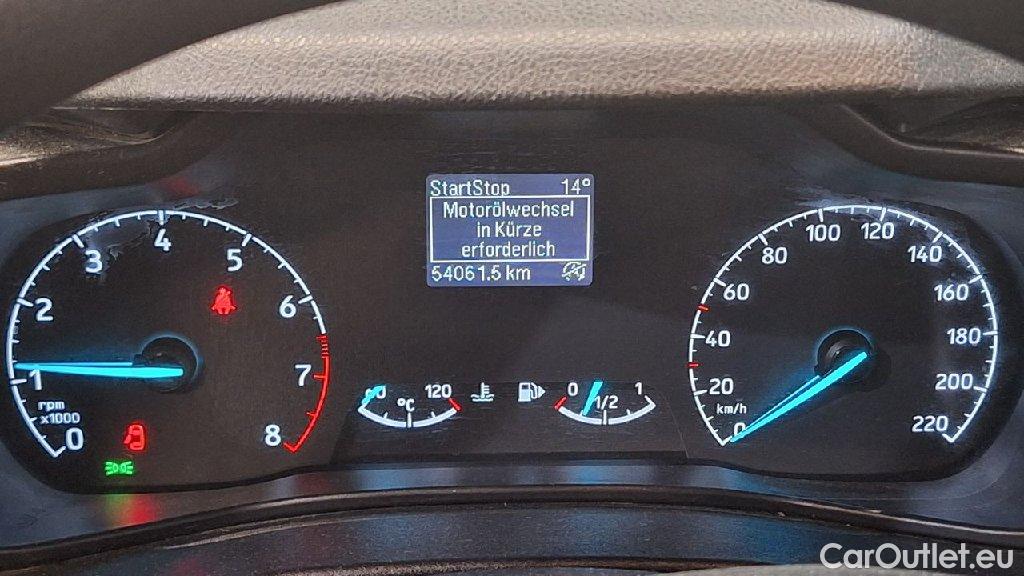 StartStop 14°
Motorölwechsel
in Kürze
erforderlich
54061.5 km
0 1 2 3 4 5 6 7 8
rpm
x1000
120
°C
0 1/2 1
0 20 40 60 80 100 120 140 160 180 200 220
km/h
CarOutlet.eu